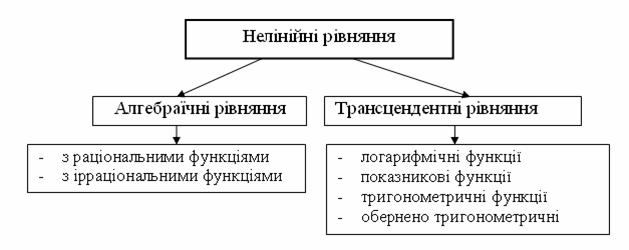 Нелінійні рівняння
Алгебраїчні рівняння
Трансцендентні рівняння
- з раціональними функціями
- з ірраціональними функціями
- логарифмічні функції
- показникові функції
- тригонометричні функції
- обернено тригонометричні